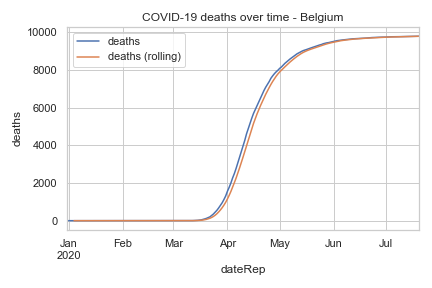 COVID-19 deaths over time - Belgium
deaths
deaths (rolling)
10000
8000
6000
4000
2000
0
deaths
Jan
2020
Feb
Mar
Apr
May
Jun
Jul
dateRep